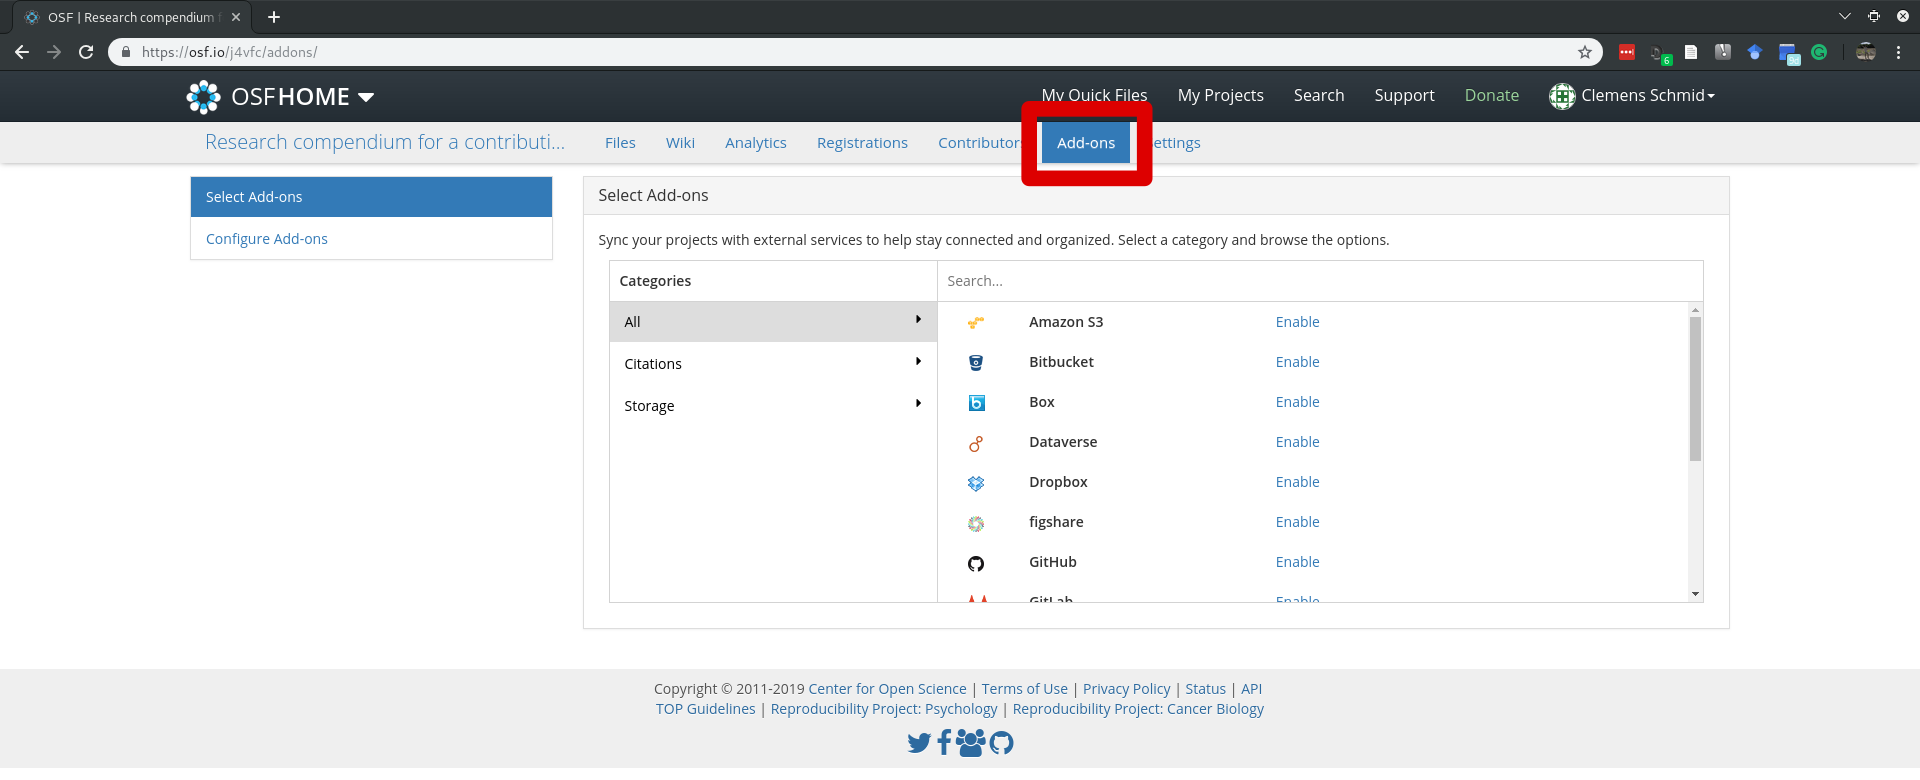 OSF | Research compendium f
https://osf.io/j4vfc/addons/
6
OSFHOME
My Quick Files My Projects Search Support Donate Clemens Schmid
Research compendium for a contributi... Files Wiki Analytics Registrations Contributors Add-ons ettings
Select Add-ons
Configure Add-ons
Select Add-ons
Sync your projects with external services to help stay connected and organized. Select a category and browse the options.
Categories
Search...
All
Citations
Storage
Amazon S3 Enable
Bitbucket Enable
Box Enable
Dataverse Enable
Dropbox Enable
figshare Enable
GitHub Enable
GitLab Enable
Copyright © 2011-2019 Center for Open Science | Terms of Use | Privacy Policy | Status | API
TOP Guidelines | Reproducibility Project: Psychology | Reproducibility Project: Cancer Biology